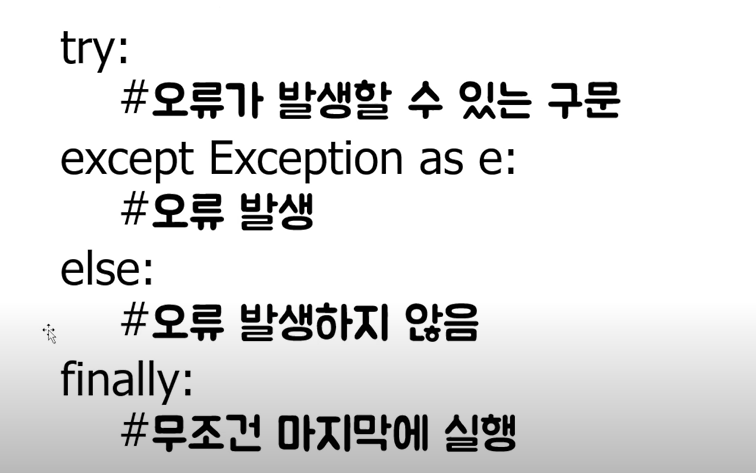 try:
#오류가 발생할 수 있는 구문
except Exception as e:
#오류 발생
else:
#오류 발생하지 않음
finally:
#무조건 마지막에 실행